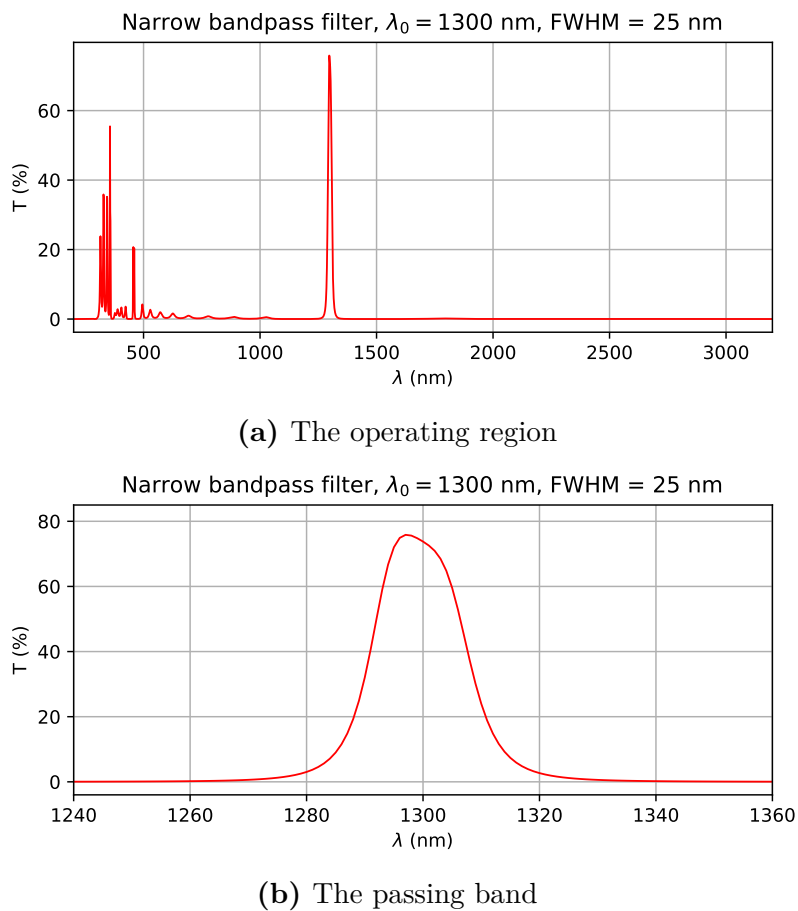 Narrow bandpass filter, λ₀ = 1300 nm, FWHM = 25 nm
T (%)
60
40
20
0
500 1000 1500 2000 2500 3000
λ (nm)
(a) The operating region
Narrow bandpass filter, λ₀ = 1300 nm, FWHM = 25 nm
T (%)
80
60
40
20
0
1240 1260 1280 1300 1320 1340 1360
λ (nm)
(b) The passing band